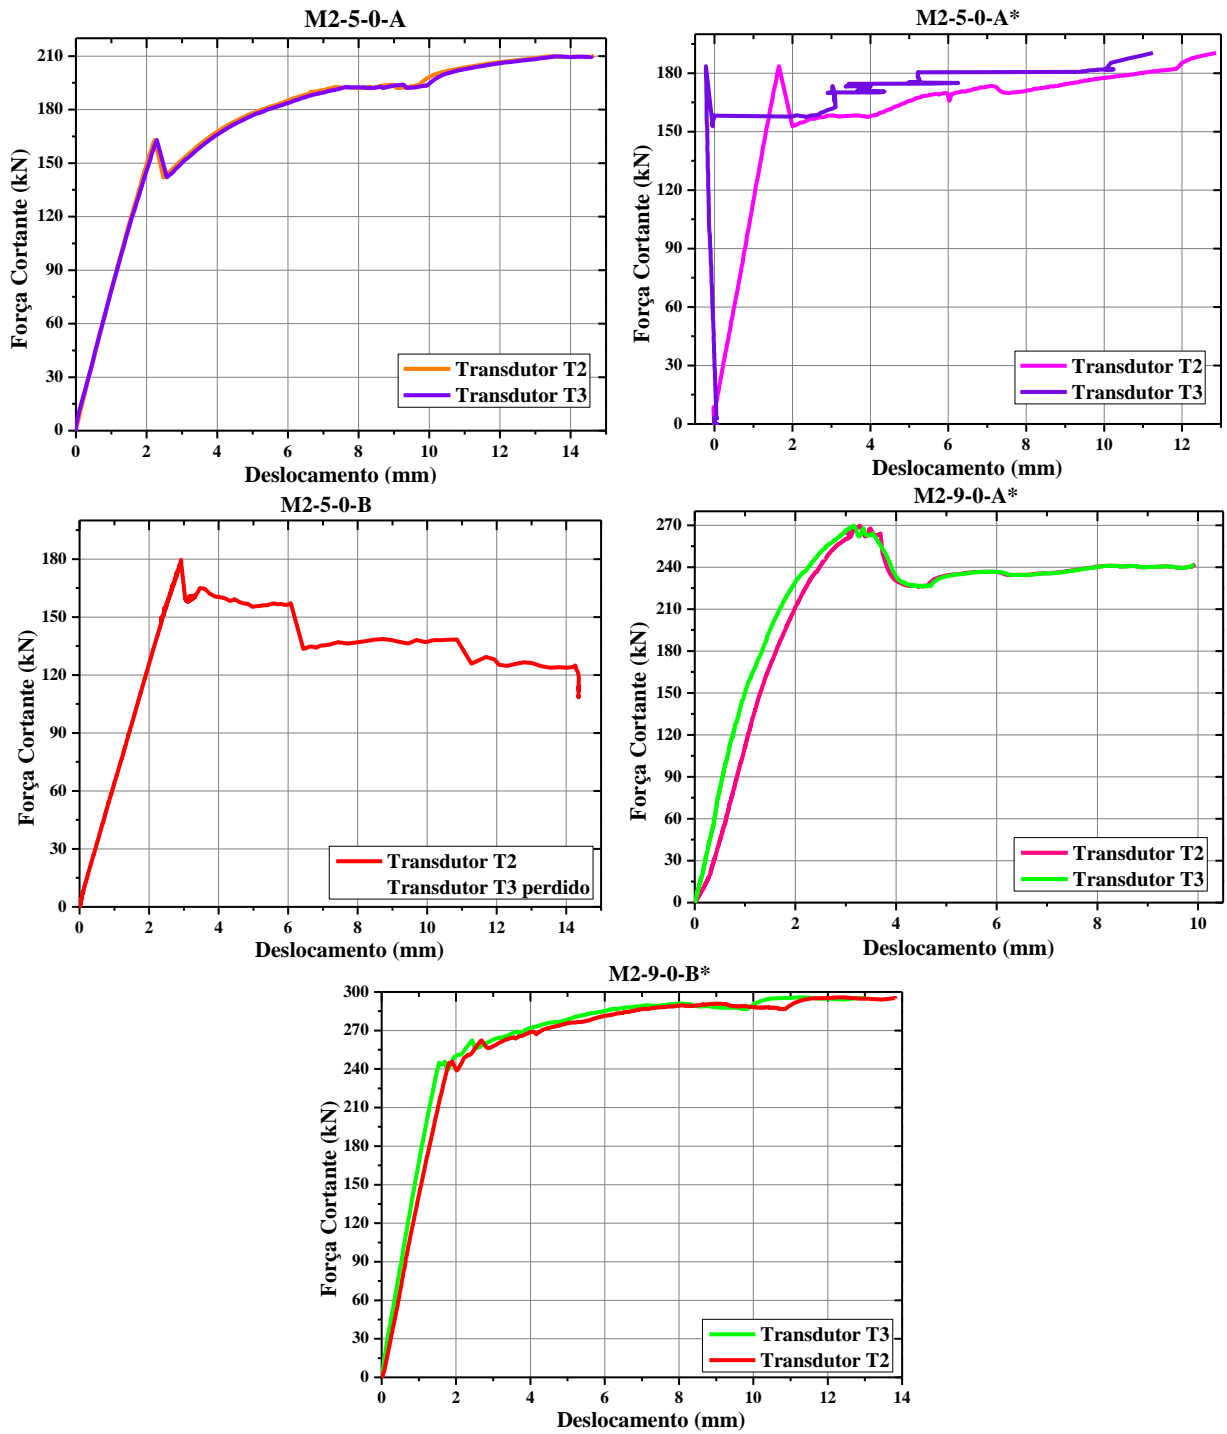 M2-5-0-A
210
180
150
120
90
60
30
0
Força Cortante (kN)
0 2 4 6 8 10 12 14
Deslocamento (mm)
Transdutor T2
Transdutor T3
M2-5-0-A*
180
150
120
90
60
30
0
Força Cortante (kN)
0 2 4 6 8 10 12
Deslocamento (mm)
Transdutor T2
Transdutor T3
M2-5-0-B
180
150
120
90
60
30
0
Força Cortante (kN)
0 2 4 6 8 10 12 14
Deslocamento (mm)
Transdutor T2
Transdutor T3 perdido
M2-9-0-A*
270
240
210
180
150
120
90
60
30
0
Força Cortante (kN)
0 2 4 6 8 10
Deslocamento (mm)
Transdutor T2
Transdutor T3
M2-9-0-B*
300
270
240
210
180
150
120
90
60
30
0
Força Cortante (kN)
0 2 4 6 8 10 12 14
Deslocamento (mm)
Transdutor T3
Transdutor T2